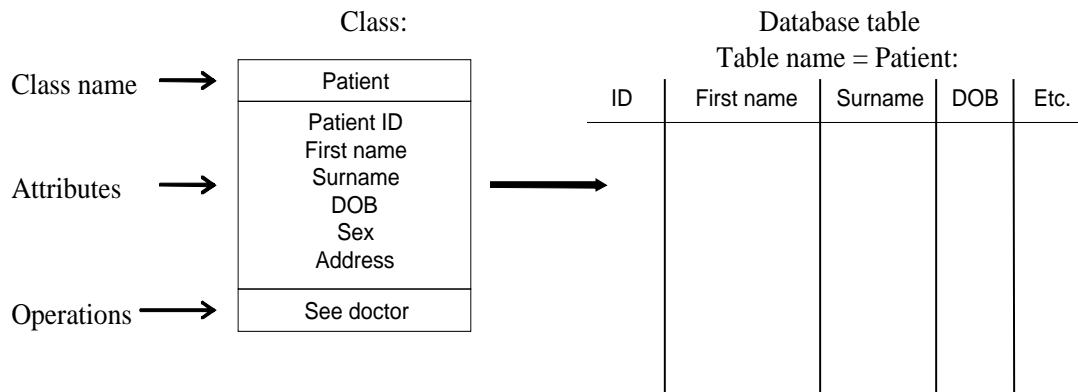 Class:
Class name
Patient
Attributes
Patient ID
First name
Surname
DOB
Sex
Address
Operations
See doctor
Database table
Table name = Patient:
ID First name Surname DOB Etc.